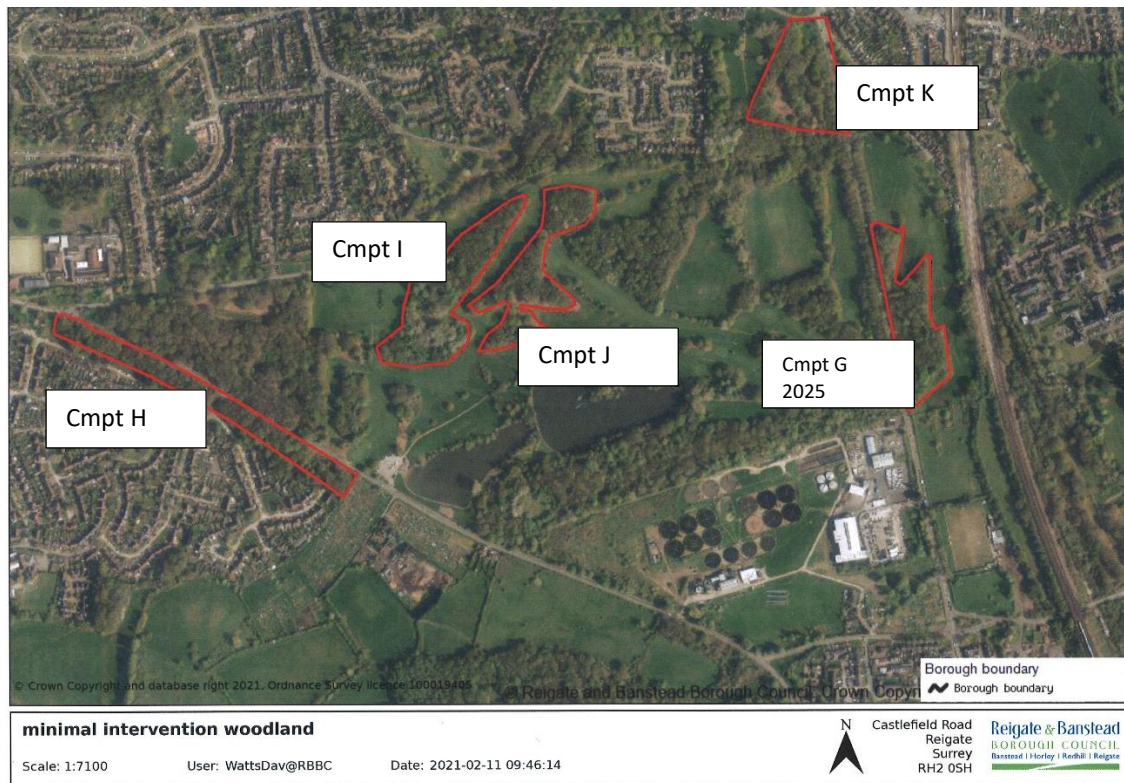 Cmpt K
Cmpt I
Cmpt J
Cmpt G
2025
Cmpt H
© Crown Copyright and database right 2021. Ordnance Survey licence 100019405
© Reigate and Banstead Borough Council. Crown Copyri
Borough boundary
Borough boundary
minimal intervention woodland
Scale: 1:7100 User: WattsDav@RBBC Date: 2021-02-11 09:46:14
N
Castlefield Road
Reigate
Surrey
RH2 0SH
Reigate & Banstead
BOROUGH COUNCIL
Banstead | Horley | Redhill | Reigate